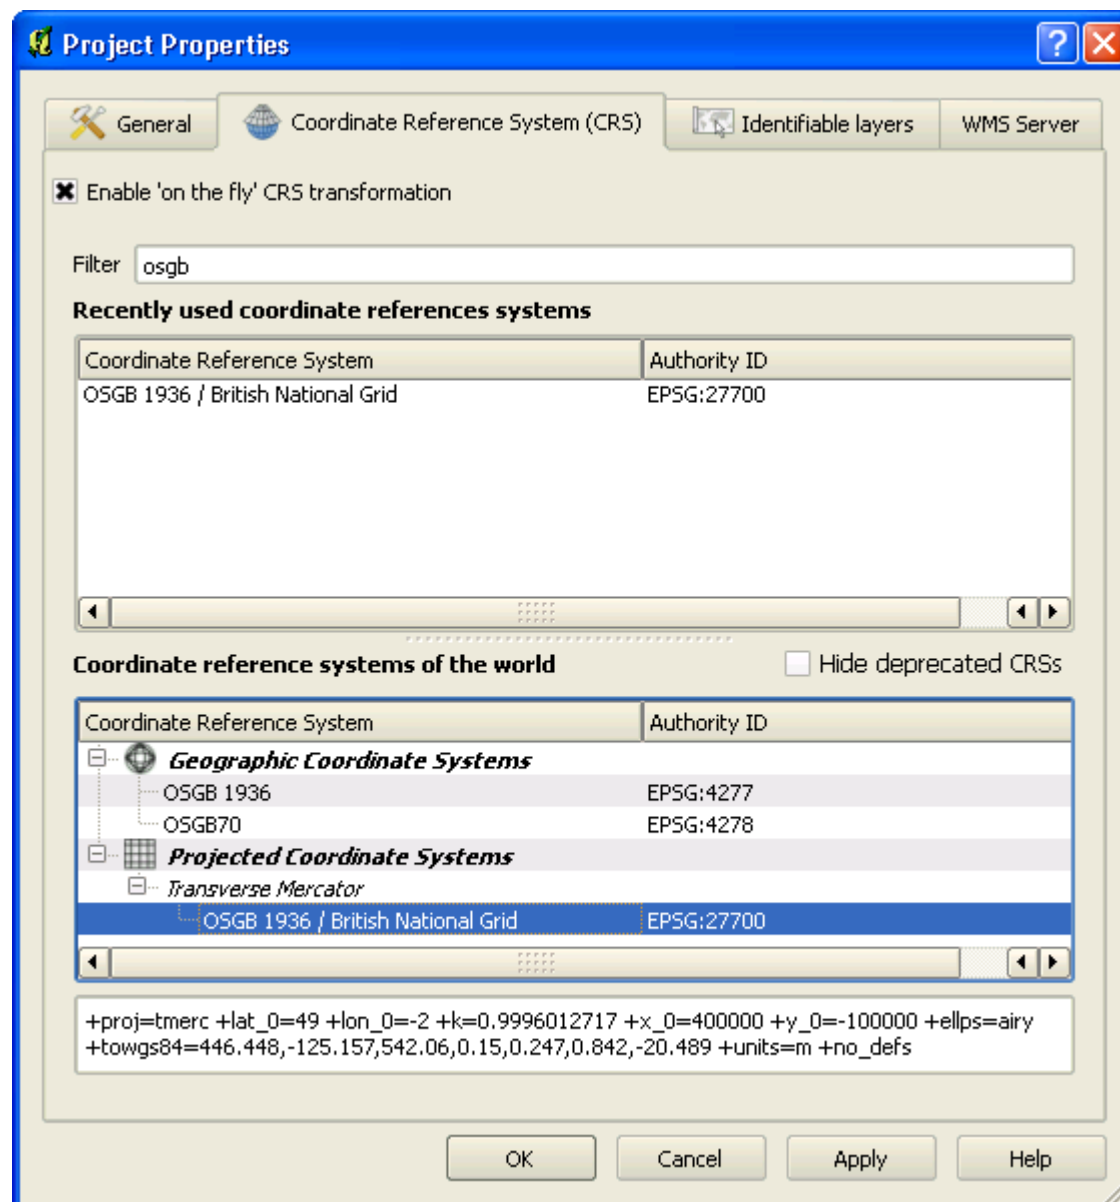 Project Properties
General
Coordinate Reference System (CRS)
Identifiable layers
WMS Server
Enable 'on the fly' CRS transformation
Filter osgb
Recently used coordinate references systems
Coordinate Reference System Authority ID
OSGB 1936 / British National Grid EPSG:27700
Coordinate reference systems of the world Hide deprecated CRSs
Coordinate Reference System Authority ID
Geographic Coordinate Systems
OSGB 1936 EPSG:4277
OSGB70 EPSG:4278
Projected Coordinate Systems
Transverse Mercator
OSGB 1936 / British National Grid EPSG:27700
+proj=tmerc +lat_0=49 +lon_0=-2 +k=0.9996012717 +x_0=400000 +y_0=-100000 +ellps=airy
+towgs84=446.448,-125.157,542.06,0.15,0.247,0.842,-20.489 +units=m +no_defs
OK Cancel Apply Help